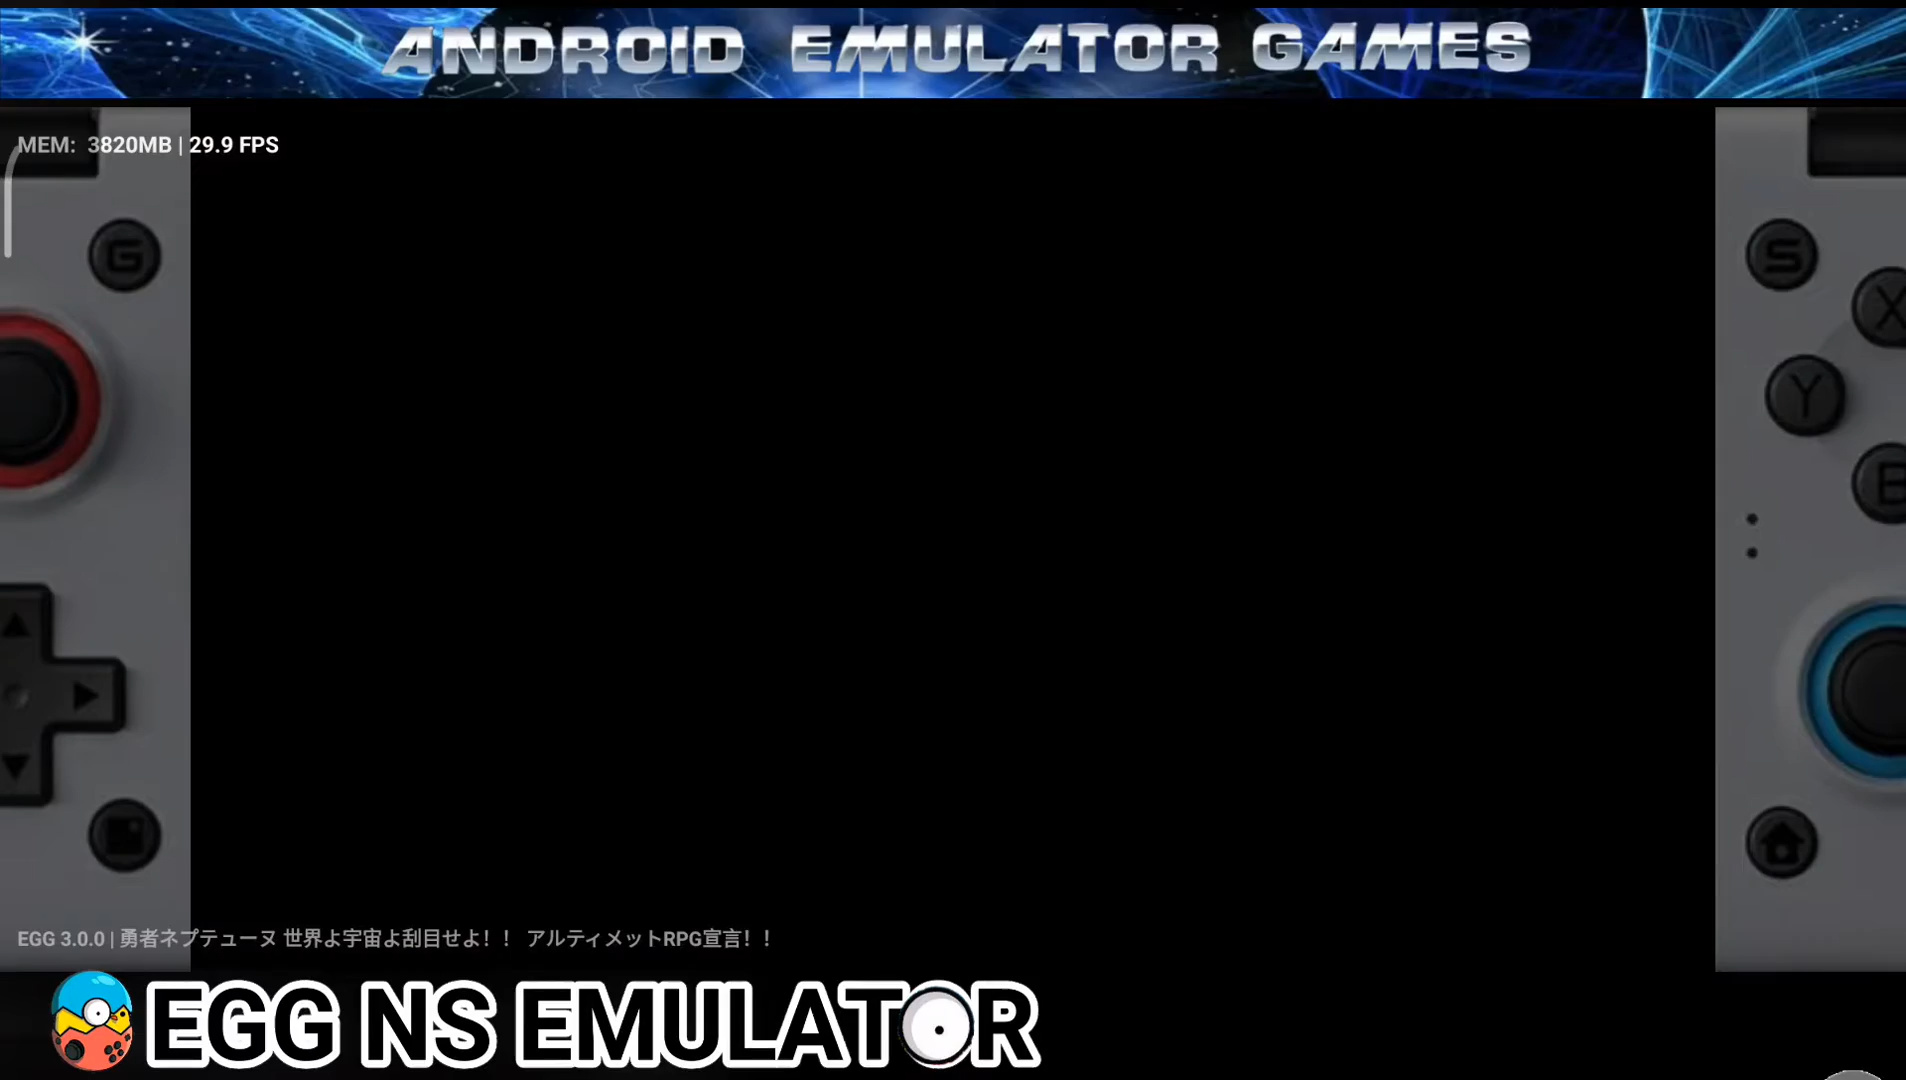 ANDROID EMULATOR GAMES
MEM: 3820MB | 29.9 FPS
G
S
X
Y
B
EGG 3.0.0 | 勇者ネプテューヌ 世界よ宇宙よ刮目せよ！！ アルティメットRPG宣言！！
EGG NS EMULATOR